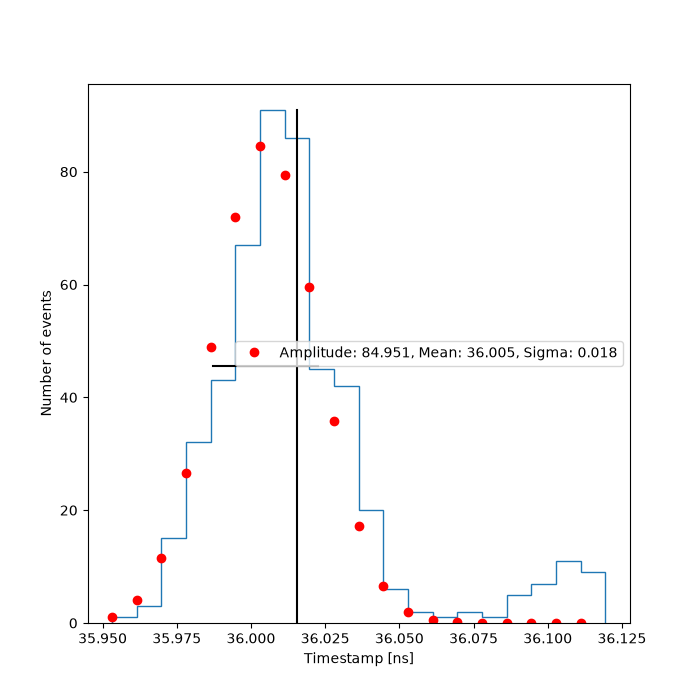 80
60
40
20
0
Number of events
Amplitude: 84.951, Mean: 36.005, Sigma: 0.018
35.950 35.975 36.000 36.025 36.050 36.075 36.100 36.125
Timestamp [ns]